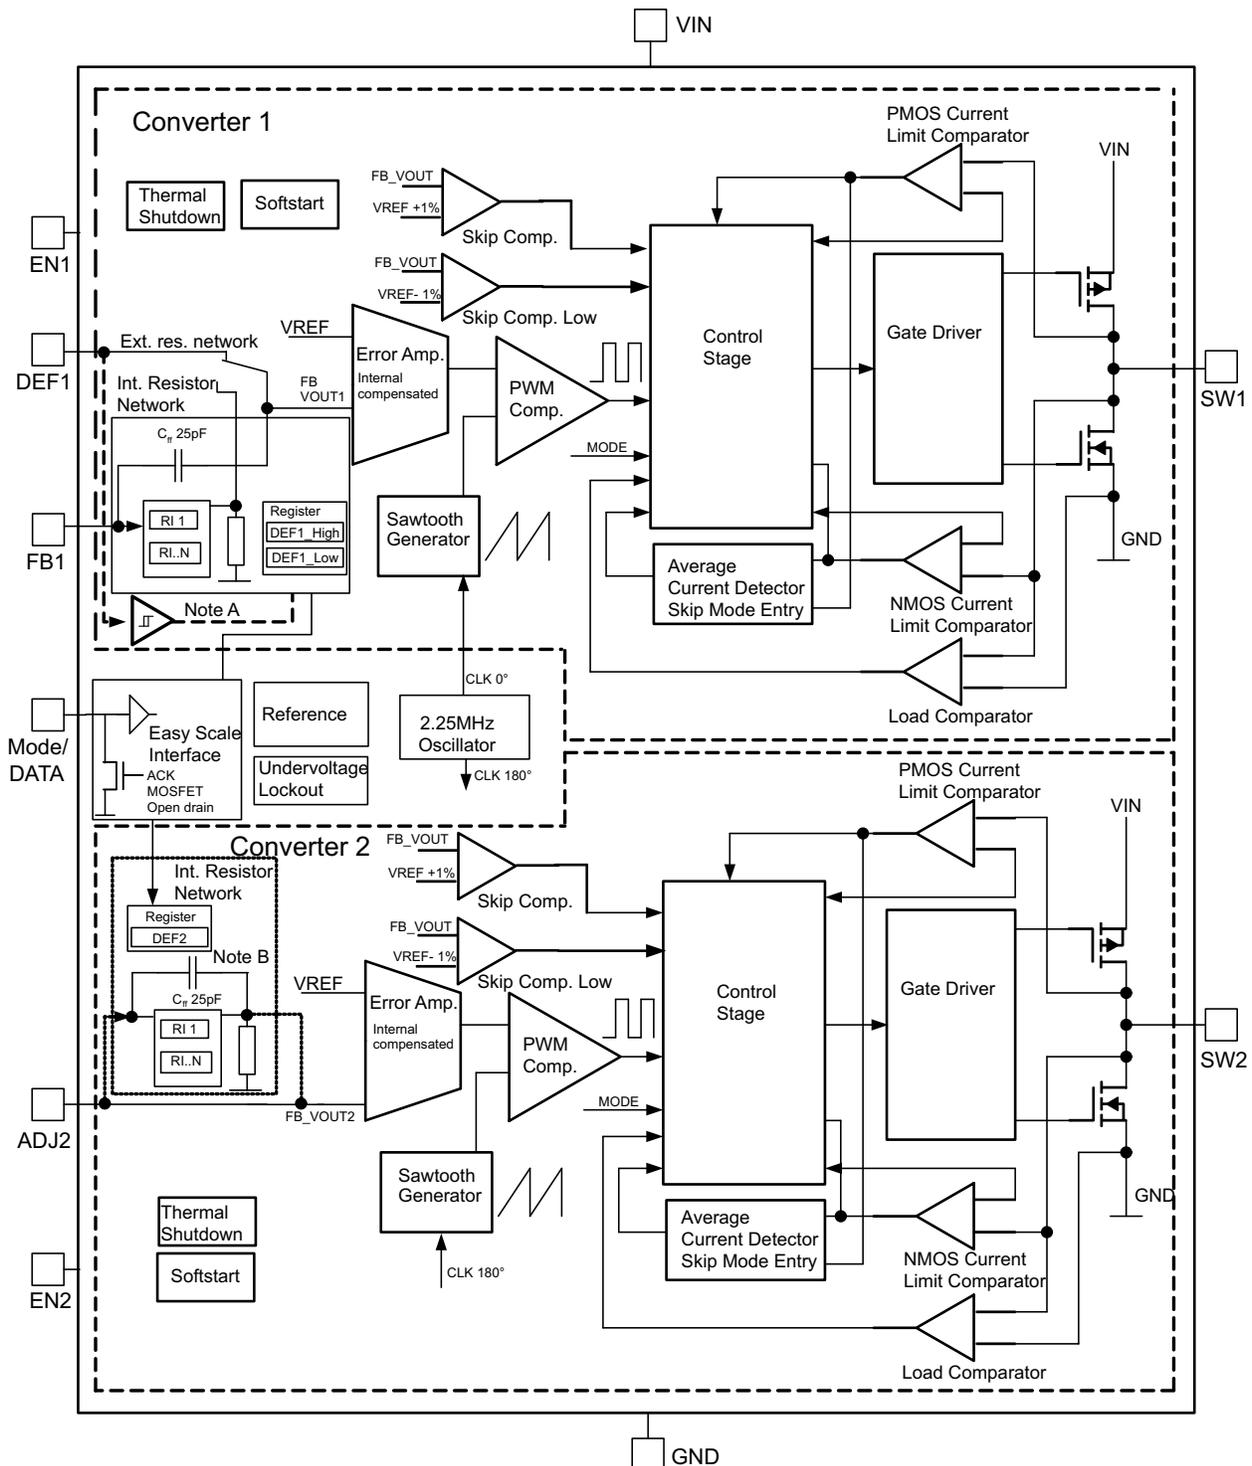 VIN
Converter 1
PMOS Current
Limit Comparator
VIN
Thermal
Shutdown
Softstart
FB_VOUT
VREF +1%
Skip Comp.
FB_VOUT
VREF- 1%
Skip Comp. Low
EN1
DEF1
Ext. res. network
Int. Resistor
Network
VREF
FB
VOUT1
Error Amp.
Internal
compensated
PWM
Comp.
Control
Stage
Gate Driver
SW1
Cff 25pF
MODE
RI 1
RI..N
Register
DEF1_High
DEF1_Low
FB1
Sawtooth
Generator
Average
Current Detector
Skip Mode Entry
GND
NMOS Current
Limit Comparator
Note A
CLK 0°
Load Comparator
Mode/
DATA
Easy Scale
Interface
ACK
MOSFET
Open drain
Reference
Undervoltage
Lockout
2.25MHz
Oscillator
CLK 180°
Converter 2
PMOS Current
Limit Comparator
VIN
FB_VOUT
VREF +1%
Skip Comp.
FB_VOUT
VREF- 1%
Skip Comp. Low
Int. Resistor
Network
Register
DEF2
Note B
Cff 25pF
RI 1
RI..N
VREF
Error Amp.
Internal
compensated
PWM
Comp.
Control
Stage
Gate Driver
SW2
ADJ2
FB_VOUT2
MODE
Sawtooth
Generator
CLK 180°
Thermal
Shutdown
Softstart
EN2
Average
Current Detector
Skip Mode Entry
GND
NMOS Current
Limit Comparator
Load Comparator
GND